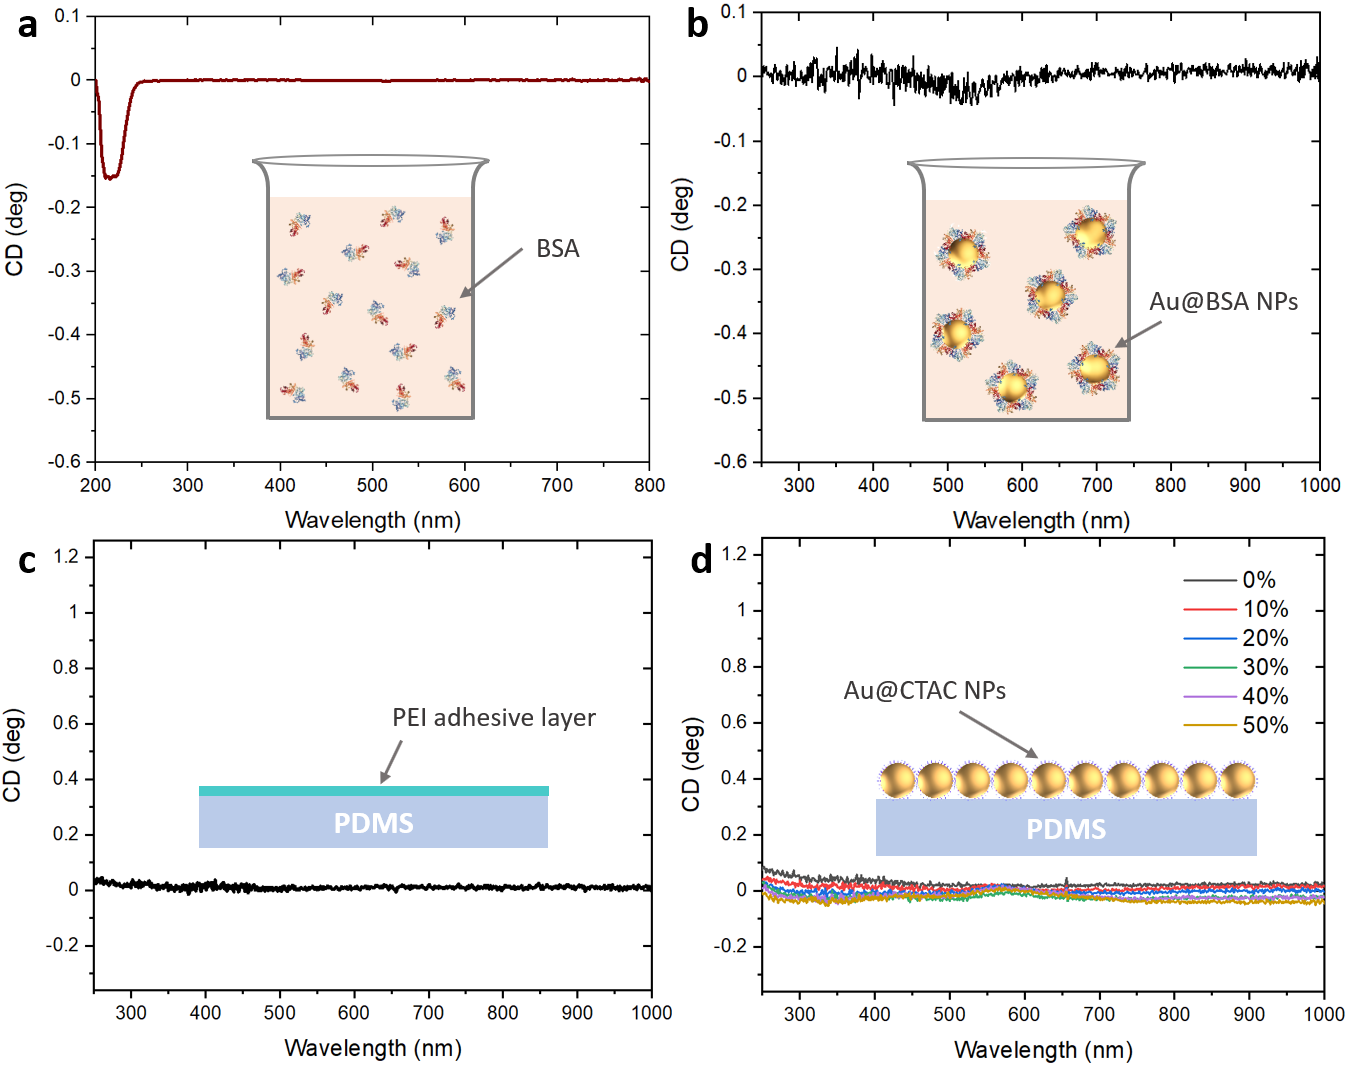 a
0.1
0
-0.1
-0.2
-0.3
-0.4
-0.5
-0.6
CD (deg)
BSA
200 300 400 500 600 700 800
Wavelength (nm)
b
0.1
0
-0.1
-0.2
-0.3
-0.4
-0.5
-0.6
CD (deg)
Au@BSA NPs
300 400 500 600 700 800 900 1000
Wavelength (nm)
c
1.2
1
0.8
0.6
0.4
0.2
0
-0.2
CD (deg)
PEI adhesive layer
PDMS
300 400 500 600 700 800 900 1000
Wavelength (nm)
d
1.2
1
0.8
0.6
0.4
0.2
0
-0.2
CD (deg)
0%
10%
20%
30%
40%
50%
Au@CTAC NPs
PDMS
300 400 500 600 700 800 900 1000
Wavelength (nm)